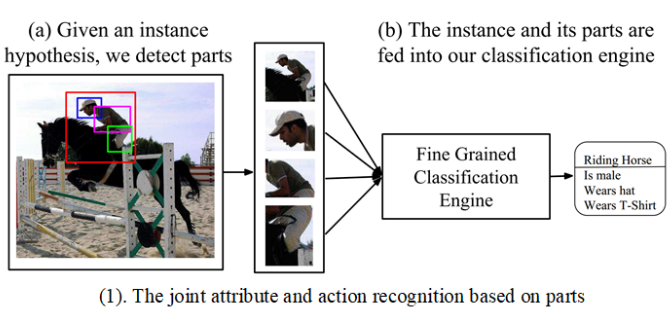 (a) Given an instance
hypothesis, we detect parts
(b) The instance and its parts are
fed into our classification engine
Fine Grained
Classification
Engine
Riding Horse
Is male
Wears hat
Wears T-Shirt
(1). The joint attribute and action recognition based on parts